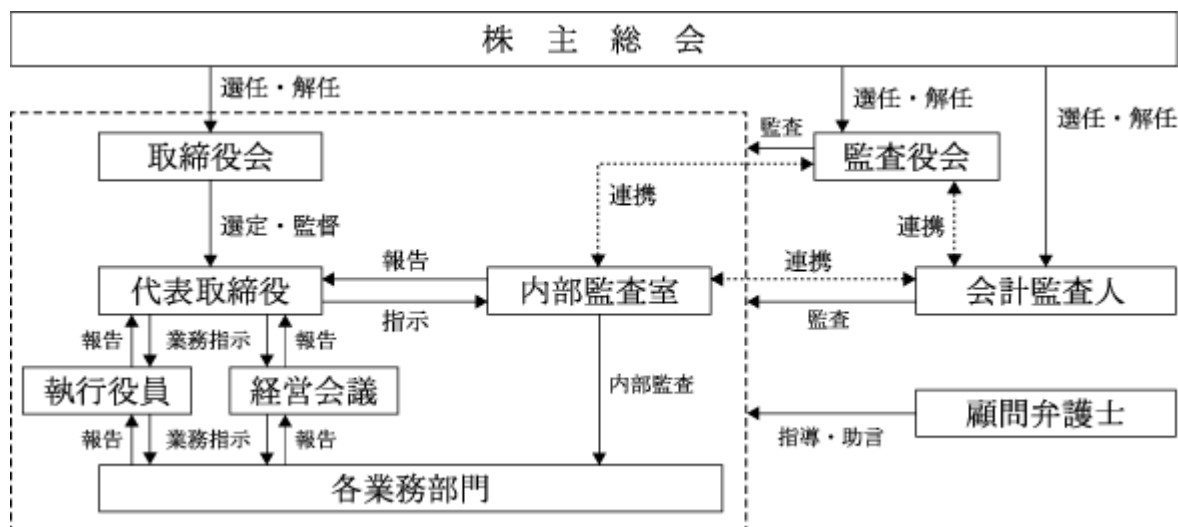 株主総会
選任・解任
選任・解任
選任・解任
取締役会
監査
監査役会
連携
連携
選定・監督
報告
連携
代表取締役
内部監査室
会計監査人
指示
監査
報告
業務指示
報告
執行役員
経営会議
内部監査
顧問弁護士
報告
業務指示
報告
指導・助言
各業務部門